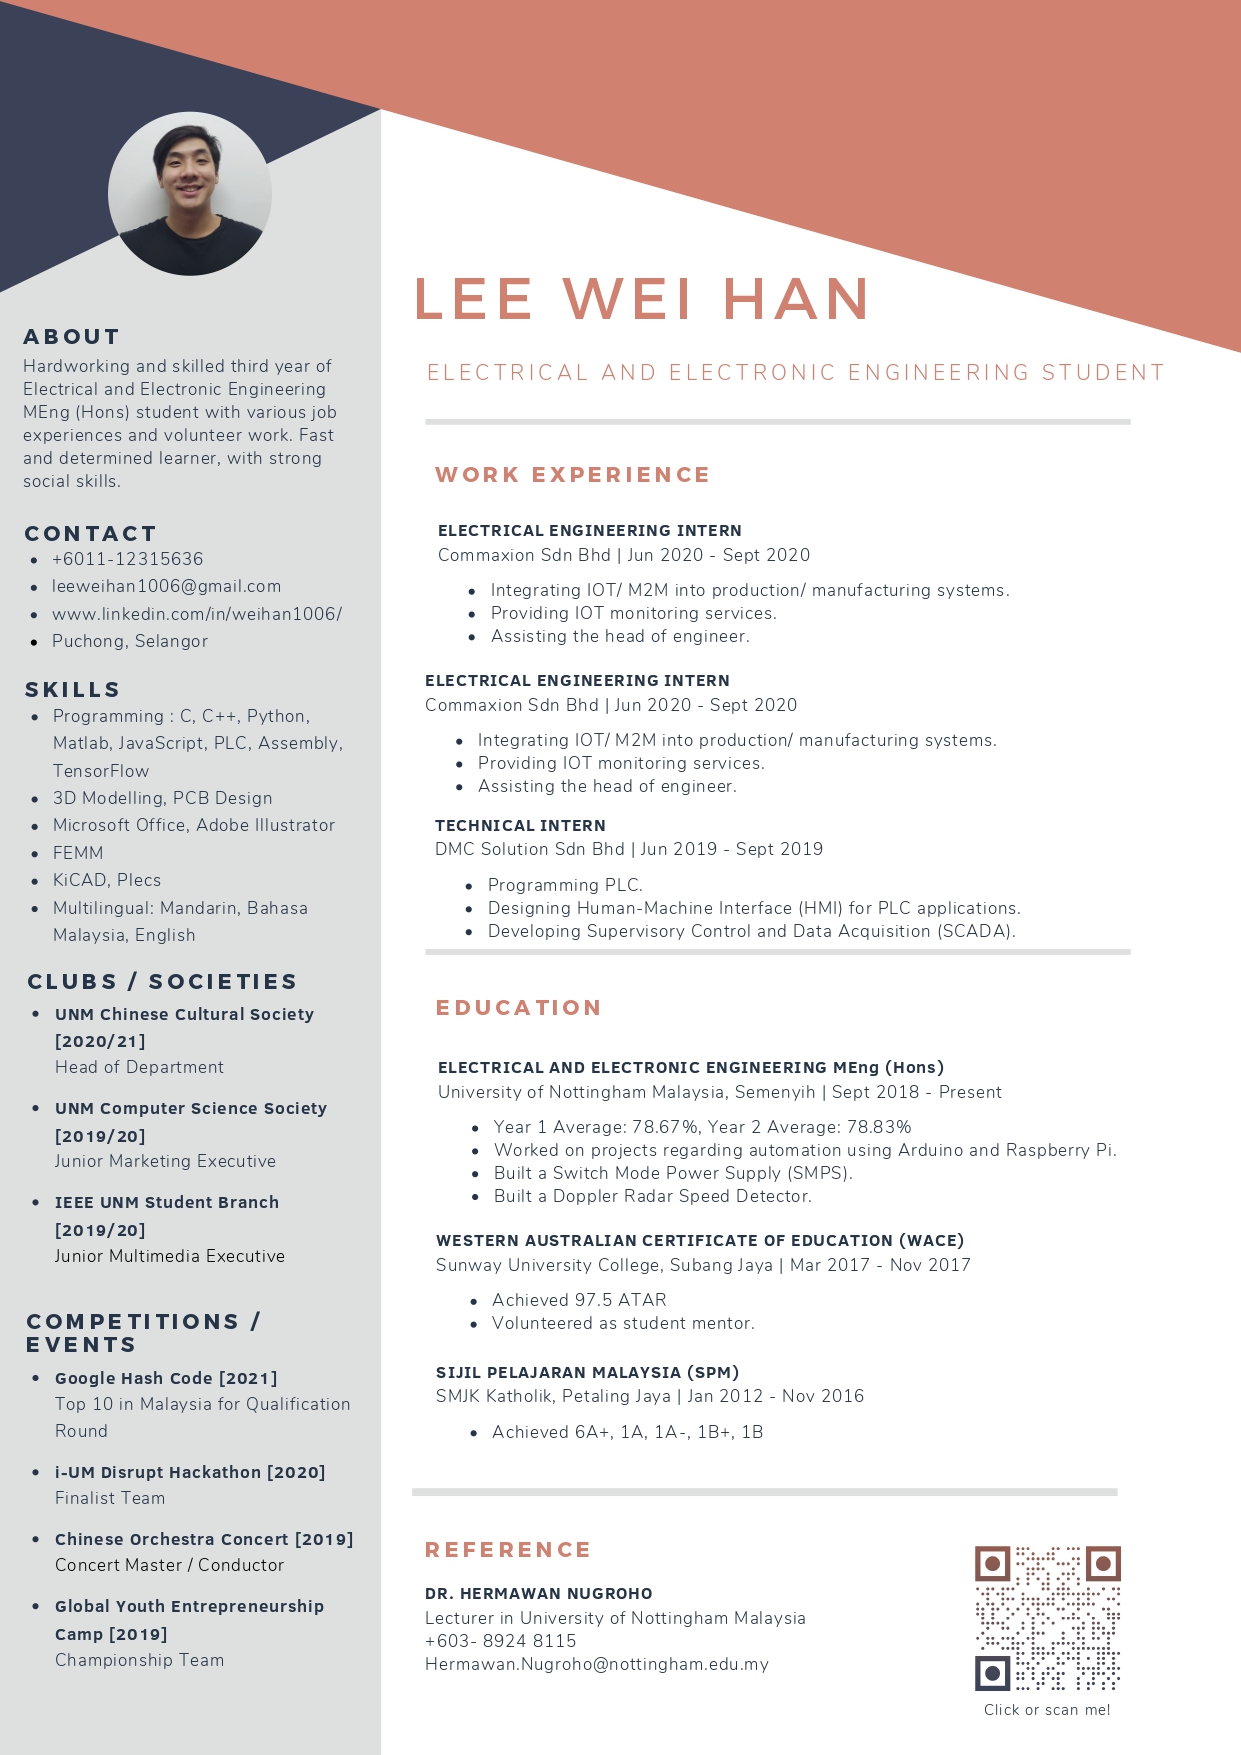 LEE WEI HAN
ELECTRICAL AND ELECTRONIC ENGINEERING STUDENT
ABOUT
Hardworking and skilled third year of
Electrical and Electronic Engineering
MEng (Hons) student with various job
experiences and volunteer work. Fast
and determined learner, with strong
social skills.
CONTACT
• +6011-12315636
• leeweihan1006@gmail.com
• www.linkedin.com/in/weihan1006/
• Puchong, Selangor
SKILLS
• Programming : C, C++, Python,
Matlab, JavaScript, PLC, Assembly,
TensorFlow
• 3D Modelling, PCB Design
• Microsoft Office, Adobe Illustrator
• FEMM
• KiCAD, Plecs
• Multilingual: Mandarin, Bahasa
Malaysia, English
CLUBS / SOCIETIES
• UNM Chinese Cultural Society
[2020/21]
Head of Department
• UNM Computer Science Society
[2019/20]
Junior Marketing Executive
• IEEE UNM Student Branch
[2019/20]
Junior Multimedia Executive
COMPETITIONS /
EVENTS
• Google Hash Code [2021]
Top 10 in Malaysia for Qualification
Round
• i-UM Disrupt Hackathon [2020]
Finalist Team
• Chinese Orchestra Concert [2019]
Concert Master / Conductor
• Global Youth Entrepreneurship
Camp [2019]
Championship Team
WORK EXPERIENCE
ELECTRICAL ENGINEERING INTERN
Commaxion Sdn Bhd | Jun 2020 - Sept 2020
• Integrating IOT/ M2M into production/ manufacturing systems.
• Providing IOT monitoring services.
• Assisting the head of engineer.
ELECTRICAL ENGINEERING INTERN
Commaxion Sdn Bhd | Jun 2020 - Sept 2020
• Integrating IOT/ M2M into production/ manufacturing systems.
• Providing IOT monitoring services.
• Assisting the head of engineer.
TECHNICAL INTERN
DMC Solution Sdn Bhd | Jun 2019 - Sept 2019
• Programming PLC.
• Designing Human-Machine Interface (HMI) for PLC applications.
• Developing Supervisory Control and Data Acquisition (SCADA).
EDUCATION
ELECTRICAL AND ELECTRONIC ENGINEERING MEng (Hons)
University of Nottingham Malaysia, Semenyih | Sept 2018 - Present
• Year 1 Average: 78.67%, Year 2 Average: 78.83%
• Worked on projects regarding automation using Arduino and Raspberry Pi.
• Built a Switch Mode Power Supply (SMPS).
• Built a Doppler Radar Speed Detector.
WESTERN AUSTRALIAN CERTIFICATE OF EDUCATION (WACE)
Sunway University College, Subang Jaya | Mar 2017 - Nov 2017
• Achieved 97.5 ATAR
• Volunteered as student mentor.
SIJIL PELAJARAN MALAYSIA (SPM)
SMJK Katholik, Petaling Jaya | Jan 2012 - Nov 2016
• Achieved 6A+, 1A, 1A-, 1B+, 1B
REFERENCE
DR. HERMAWAN NUGROHO
Lecturer in University of Nottingham Malaysia
+603- 8924 8115
Hermawan.Nugroho@nottingham.edu.my
Click or scan me!